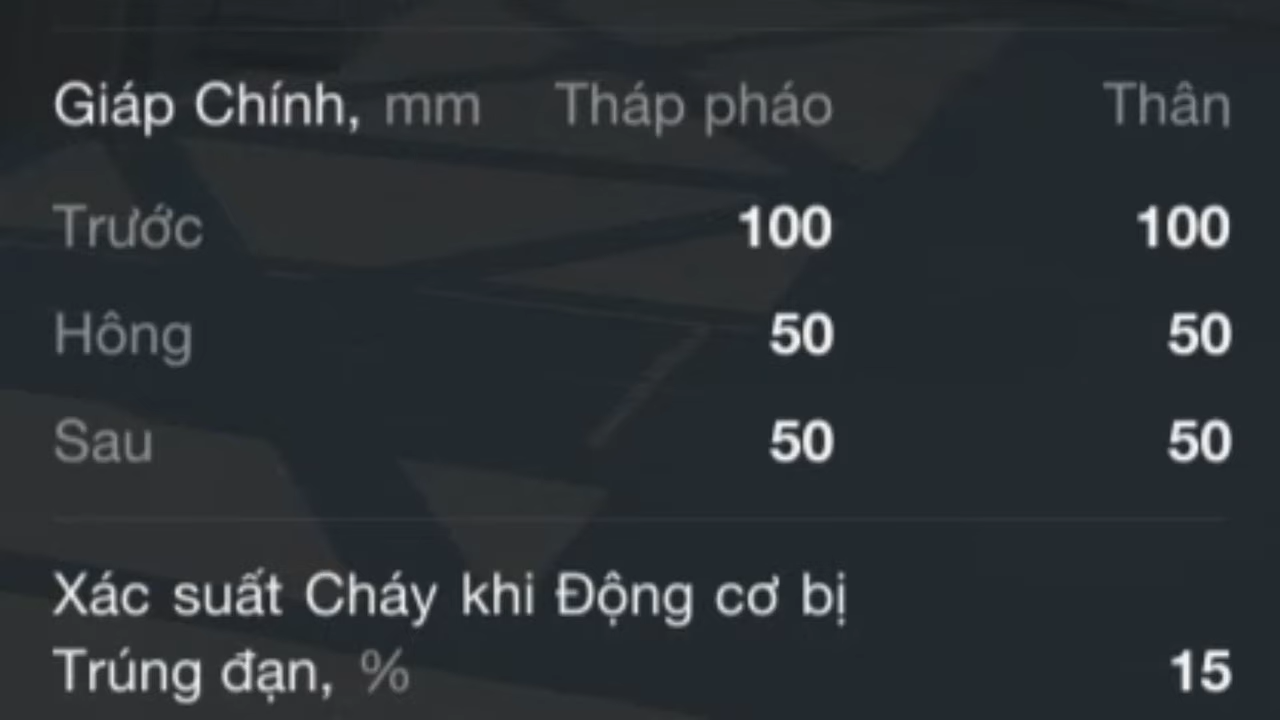 Giáp Chính, mm Tháp pháo Thân
Trước 100 100
Hông 50 50
Sau 50 50
Xác suất Cháy khi Động cơ bị
Trúng đạn, % 15